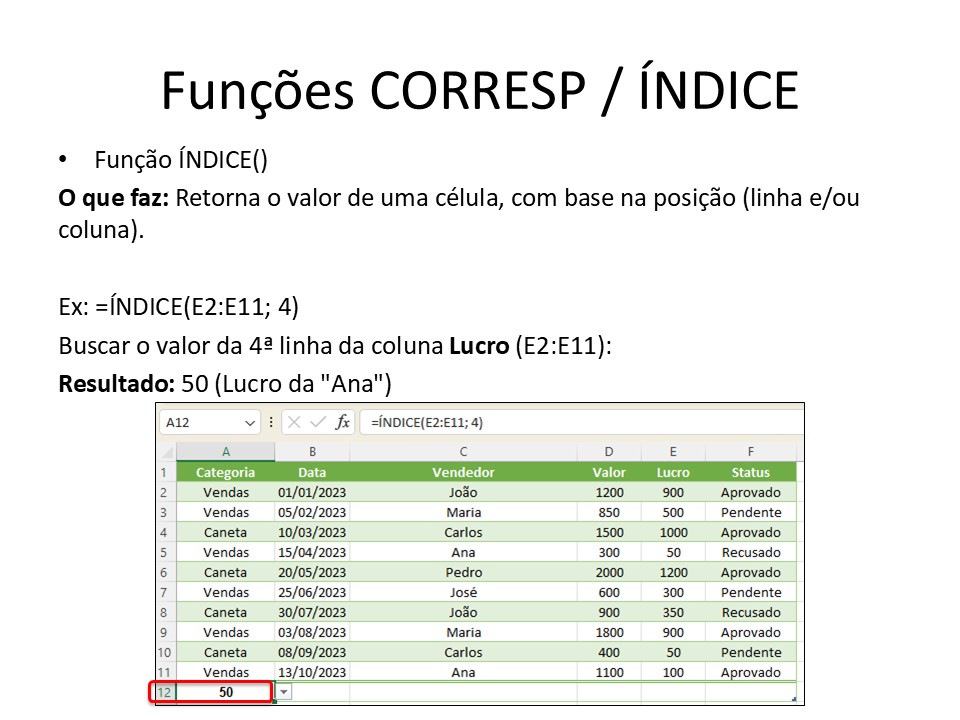 Funções CORRESP / ÍNDICE
• Função ÍNDICE()
O que faz: Retorna o valor de uma célula, com base na posição (linha e/ou
coluna).
Ex: =ÍNDICE(E2:E11; 4)
Buscar o valor da 4ª linha da coluna Lucro (E2:E11):
Resultado: 50 (Lucro da "Ana")
A12 fx =ÍNDICE(E2:E11; 4)
A B C D E F
1 Categoria Data Vendedor Valor Lucro Status
2 Vendas 01/01/2023 João 1200 900 Aprovado
3 Vendas 05/02/2023 Maria 850 500 Pendente
4 Caneta 10/03/2023 Carlos 1500 1000 Aprovado
5 Vendas 15/04/2023 Ana 300 50 Recusado
6 Caneta 20/05/2023 Pedro 2000 1200 Aprovado
7 Vendas 25/06/2023 José 600 300 Pendente
8 Caneta 30/07/2023 João 900 350 Recusado
9 Vendas 03/08/2023 Maria 1800 900 Aprovado
10 Caneta 08/09/2023 Carlos 400 50 Pendente
11 Vendas 13/10/2023 Ana 1100 100 Aprovado
12 50